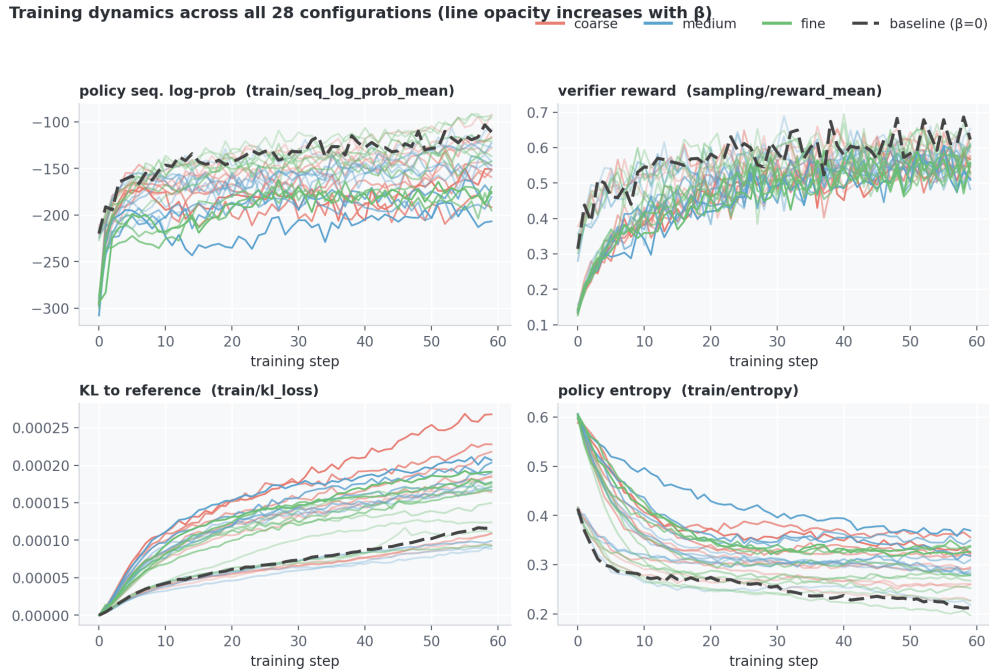 Training dynamics across all 28 configurations (line opacity increases with β)
coarse medium fine baseline (β=0)
policy seq. log-prob (train/seq_log_prob_mean)
−100
−150
−200
−250
−300
0 10 20 30 40 50 60
training step
verifier reward (sampling/reward_mean)
0.7
0.6
0.5
0.4
0.3
0.2
0.1
0 10 20 30 40 50 60
training step
KL to reference (train/kl_loss)
0.00025
0.00020
0.00015
0.00010
0.00005
0.00000
0 10 20 30 40 50 60
training step
policy entropy (train/entropy)
0.6
0.5
0.4
0.3
0.2
0 10 20 30 40 50 60
training step